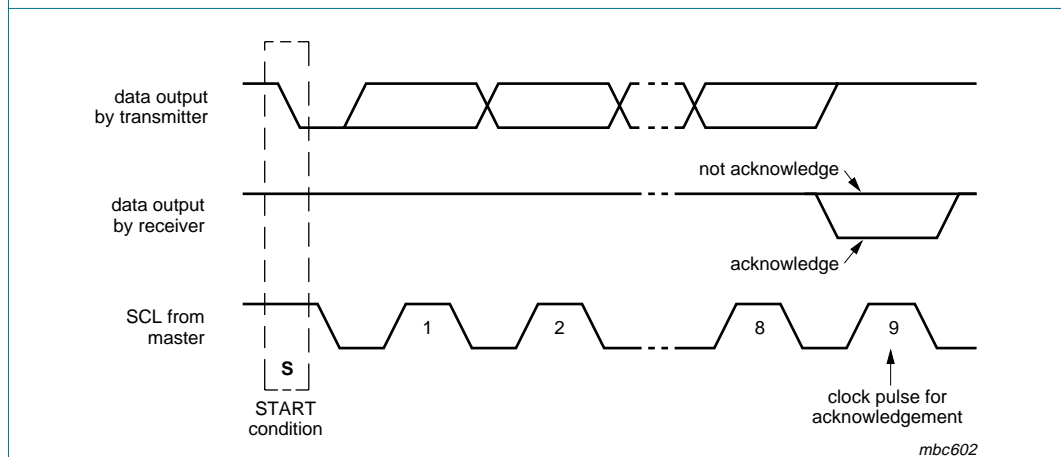 data output
by transmitter
not acknowledge
data output
by receiver
acknowledge
SCL from
master
1
2
8
9
S
START
condition
clock pulse for
acknowledgement
mbc602